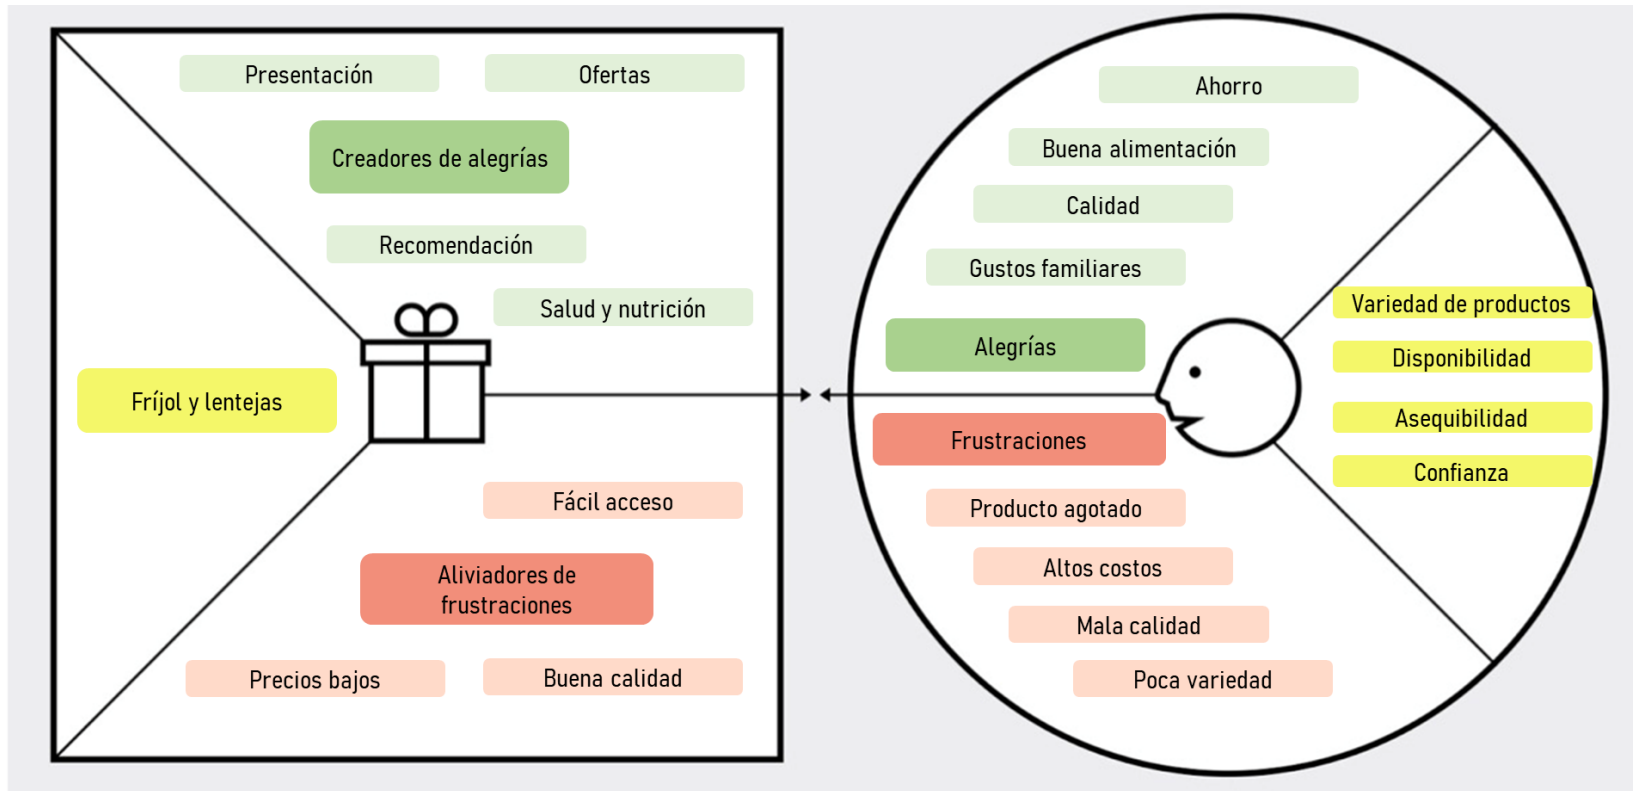 Presentación
Ofertas
Creadores de alegrías
Recomendación
Salud y nutrición
Fríjol y lentejas
Fácil acceso
Aliviadores de
frustraciones
Precios bajos
Buena calidad
Ahorro
Buena alimentación
Calidad
Gustos familiares
Alegrías
Frustraciones
Producto agotado
Altos costos
Mala calidad
Poca variedad
Variedad de productos
Disponibilidad
Asequibilidad
Confianza